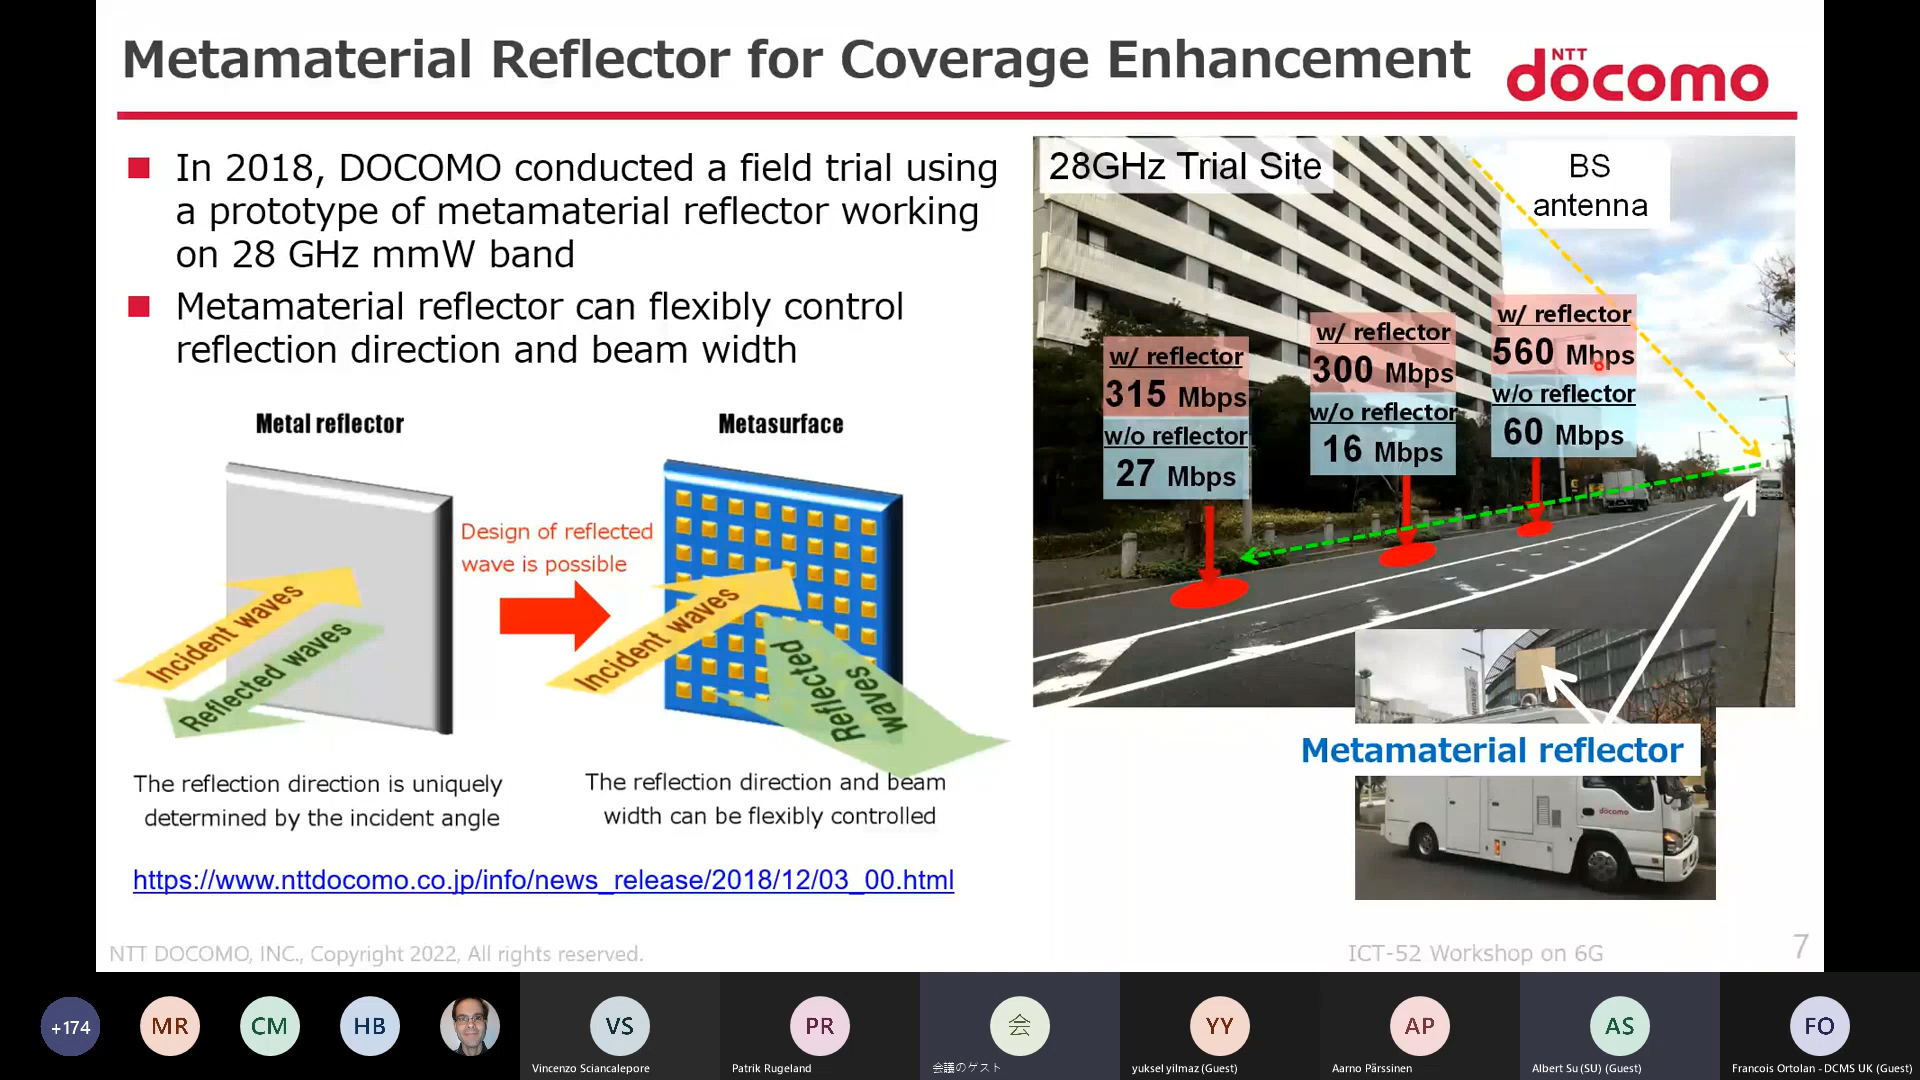 Metamaterial Reflector for Coverage Enhancement
NTT
docomo
In 2018, DOCOMO conducted a field trial using
a prototype of metamaterial reflector working
on 28 GHz mmW band
Metamaterial reflector can flexibly control
reflection direction and beam width
Metal reflector
Metasurface
Design of reflected
wave is possible
Incident waves
Reflected waves
Incident waves
Reflected
waves
The reflection direction is uniquely
determined by the incident angle
The reflection direction and beam
width can be flexibly controlled
https://www.nttdocomo.co.jp/info/news_release/2018/12/03_00.html
28GHz Trial Site
BS
antenna
w/ reflector
315 Mbps
w/o reflector
27 Mbps
w/ reflector
300 Mbps
w/o reflector
16 Mbps
w/ reflector
560 Mbps
w/o reflector
60 Mbps
Metamaterial reflector
docomo
NTT DOCOMO, INC., Copyright 2022, All rights reserved.
ICT-52 Workshop on 6G
7
+174
MR
CM
HB
VS
Vincenzo Sciancalepore
PR
Patrik Rugeland
会
会議のゲスト
YY
yuksel yilmaz (Guest)
AP
Aarno Pärssinen
AS
Albert Su (SU) (Guest)
FO
Francois Ortolan - DCMS UK (Guest)